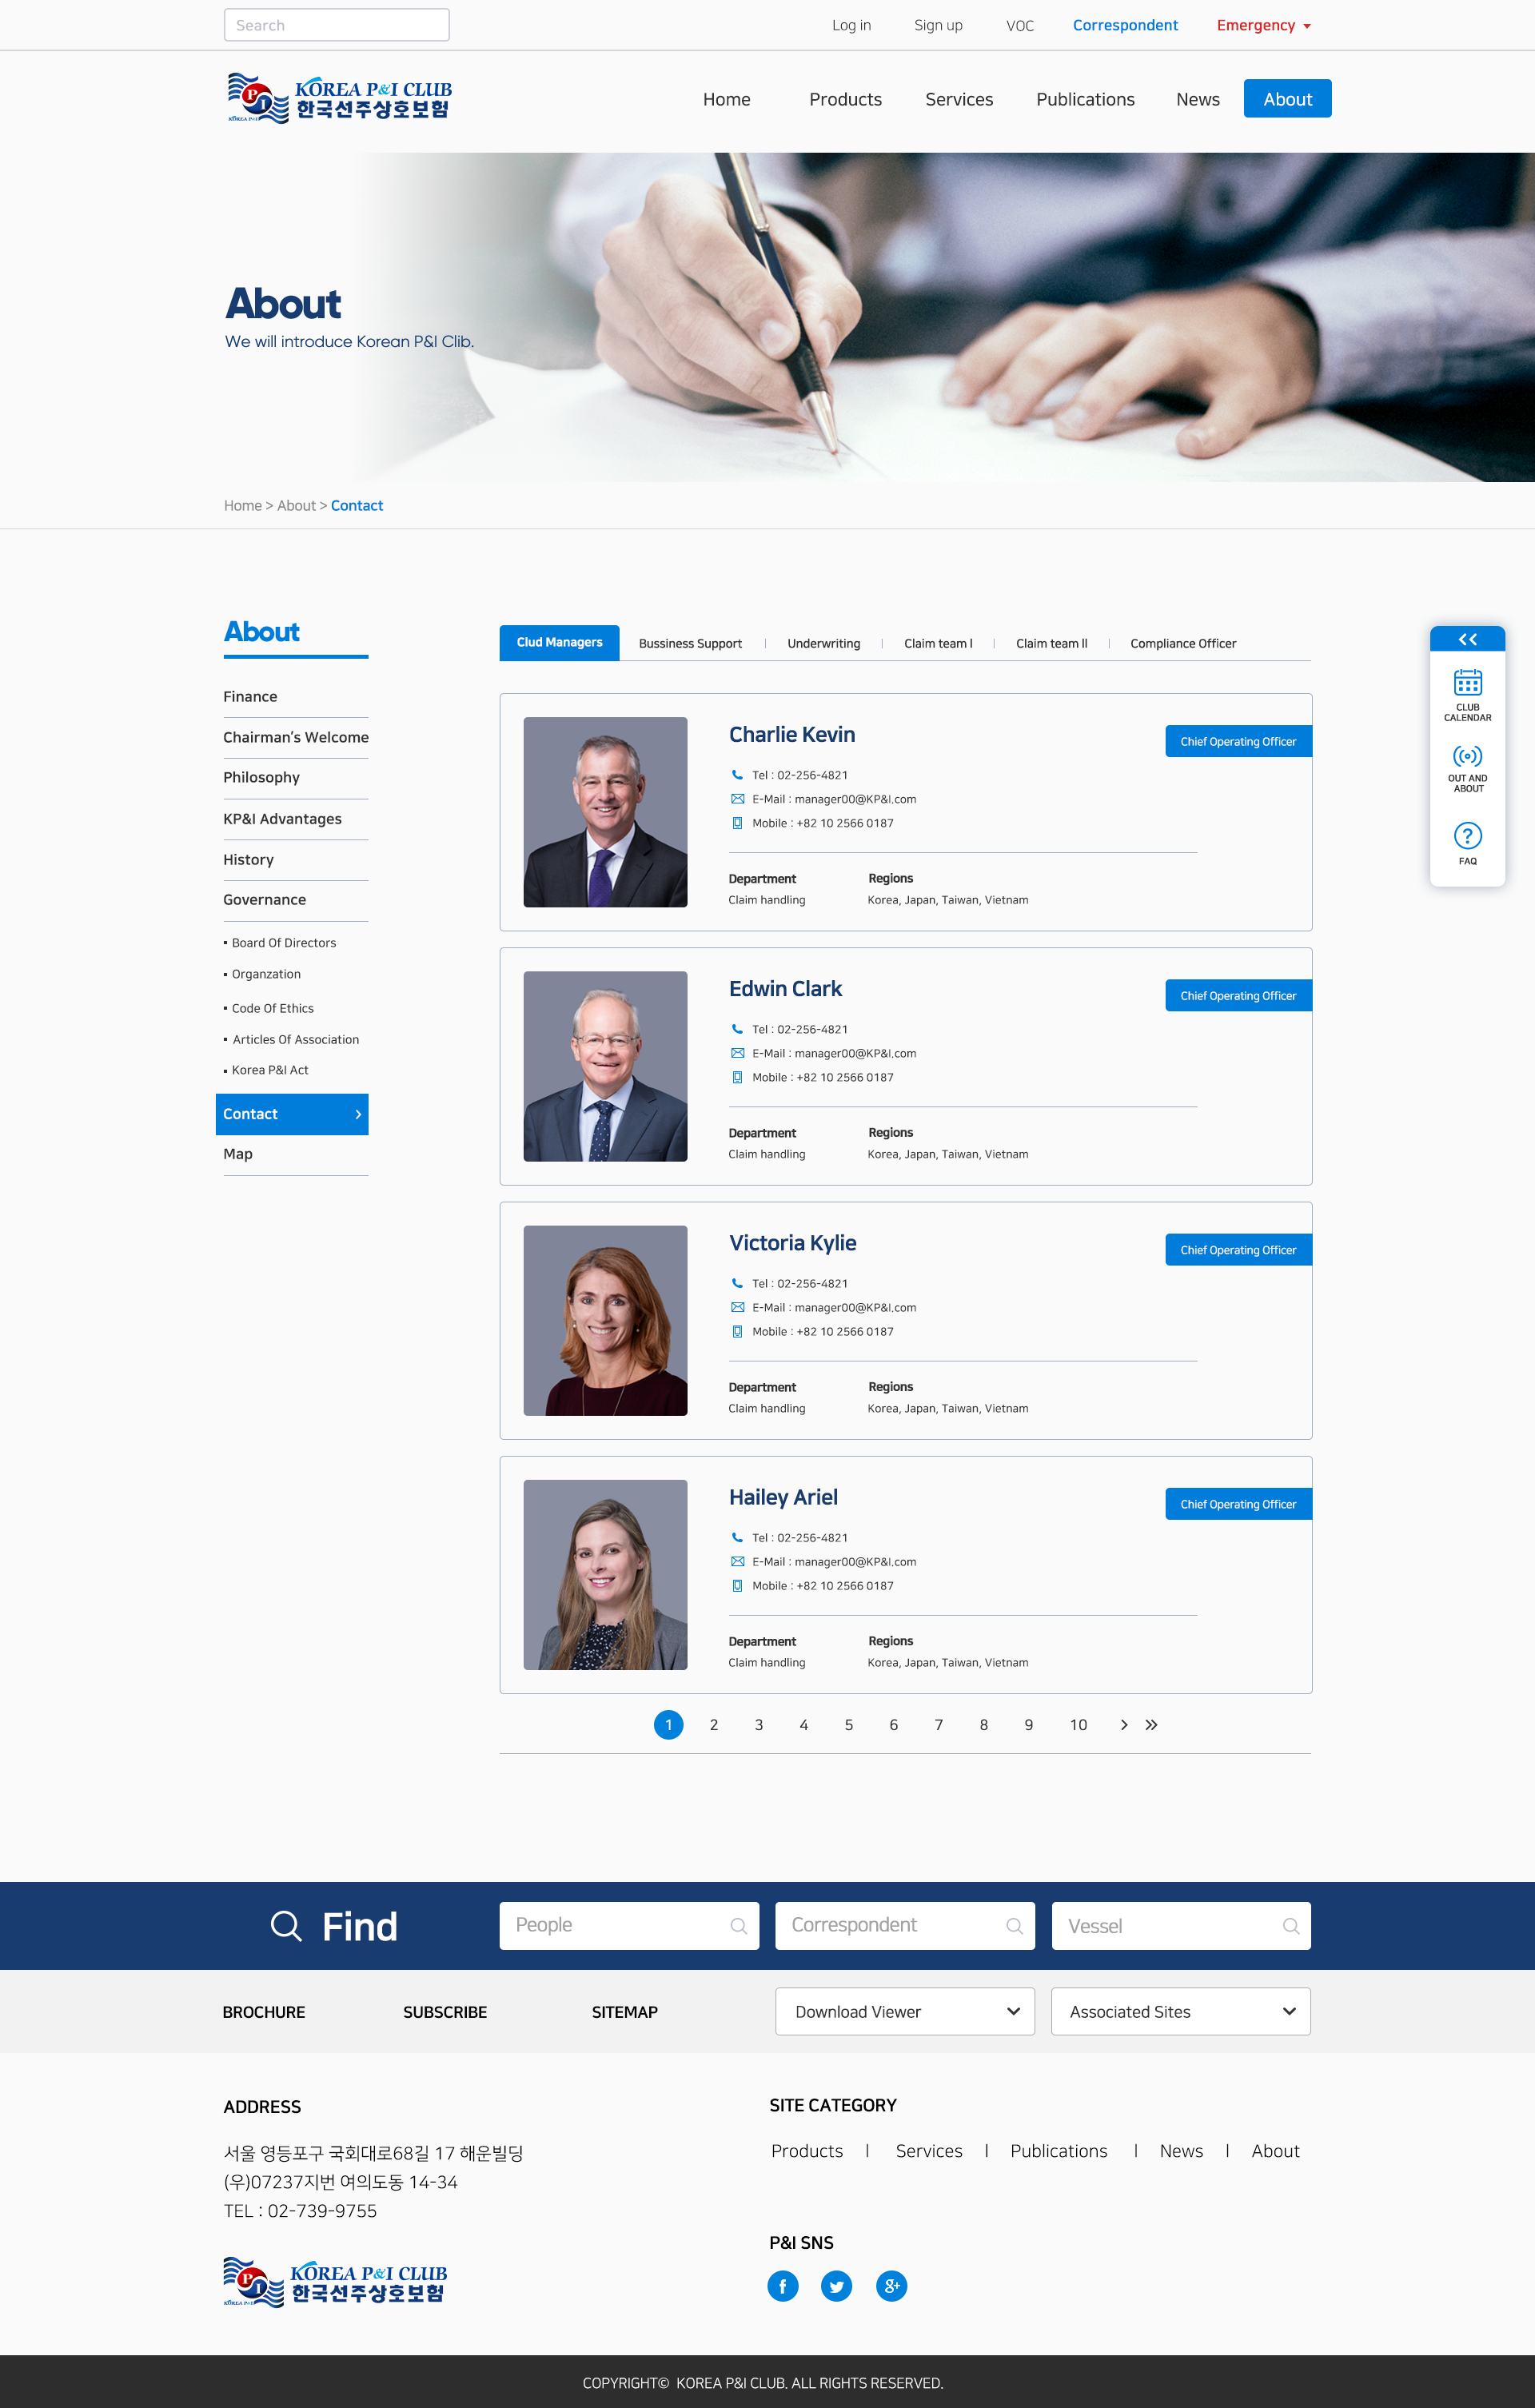 Search
Log in
Sign up
VOC
Correspondent
Emergency
KOREA P&I
P I
KOREA P&I CLUB
한국선주상호보험
Home
Products
Services
Publications
News
About
About
We will introduce Korean P&I Clib.
Home > About > Contact
About
Finance
Chairman's Welcome
Philosophy
KP&I Advantages
History
Governance
Board Of Directors
Organzation
Code Of Ethics
Articles Of Association
Korea P&I Act
Contact
Map
Clud Managers
Bussiness Support
Underwriting
Claim team I
Claim team II
Compliance Officer
Charlie Kevin
Chief Operating Officer
Tel : 02-256-4821
E-Mail : manager00@KP&I.com
Mobile : +82 10 2566 0187
Department
Regions
Claim handling
Korea, Japan, Taiwan, Vietnam
Edwin Clark
Chief Operating Officer
Tel : 02-256-4821
E-Mail : manager00@KP&I.com
Mobile : +82 10 2566 0187
Department
Regions
Claim handling
Korea, Japan, Taiwan, Vietnam
Victoria Kylie
Chief Operating Officer
Tel : 02-256-4821
E-Mail : manager00@KP&I.com
Mobile : +82 10 2566 0187
Department
Regions
Claim handling
Korea, Japan, Taiwan, Vietnam
Hailey Ariel
Chief Operating Officer
Tel : 02-256-4821
E-Mail : manager00@KP&I.com
Mobile : +82 10 2566 0187
Department
Regions
Claim handling
Korea, Japan, Taiwan, Vietnam
1 2 3 4 5 6 7 8 9 10
CLUB
CALENDAR
OUT AND
ABOUT
FAQ
Find
People
Correspondent
Vessel
BROCHURE
SUBSCRIBE
SITEMAP
Download Viewer
Associated Sites
ADDRESS
서울 영등포구 국회대로68길 17 해운빌딩
(우)07237지번 여의도동 14-34
TEL : 02-739-9755
KOREA P&I
P I
KOREA P&I CLUB
한국선주상호보험
SITE CATEGORY
Products | Services | Publications | News | About
P&I SNS
COPYRIGHT© KOREA P&I CLUB. ALL RIGHTS RESERVED.